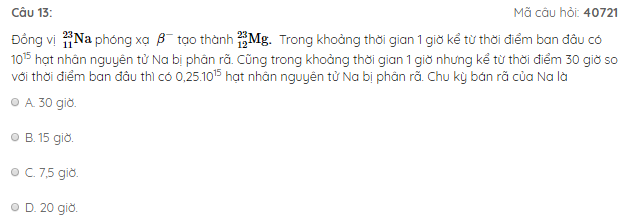 Câu 13: Mã câu hỏi: 40721
Đồng vị ²³₁₁Na phóng xạ β⁻ tạo thành ²³₁₂Mg. Trong khoảng thời gian 1 giờ kể từ thời điểm ban đầu có
10¹⁵ hạt nhân nguyên tử Na bị phân rã. Cũng trong khoảng thời gian 1 giờ nhưng kể từ thời điểm 30 giờ so
với thời điểm ban đầu thì có 0,25.10¹⁵ hạt nhân nguyên tử Na bị phân rã. Chu kỳ bán rã của Na là
A. 30 giờ.
B. 15 giờ.
C. 7,5 giờ.
D. 20 giờ.